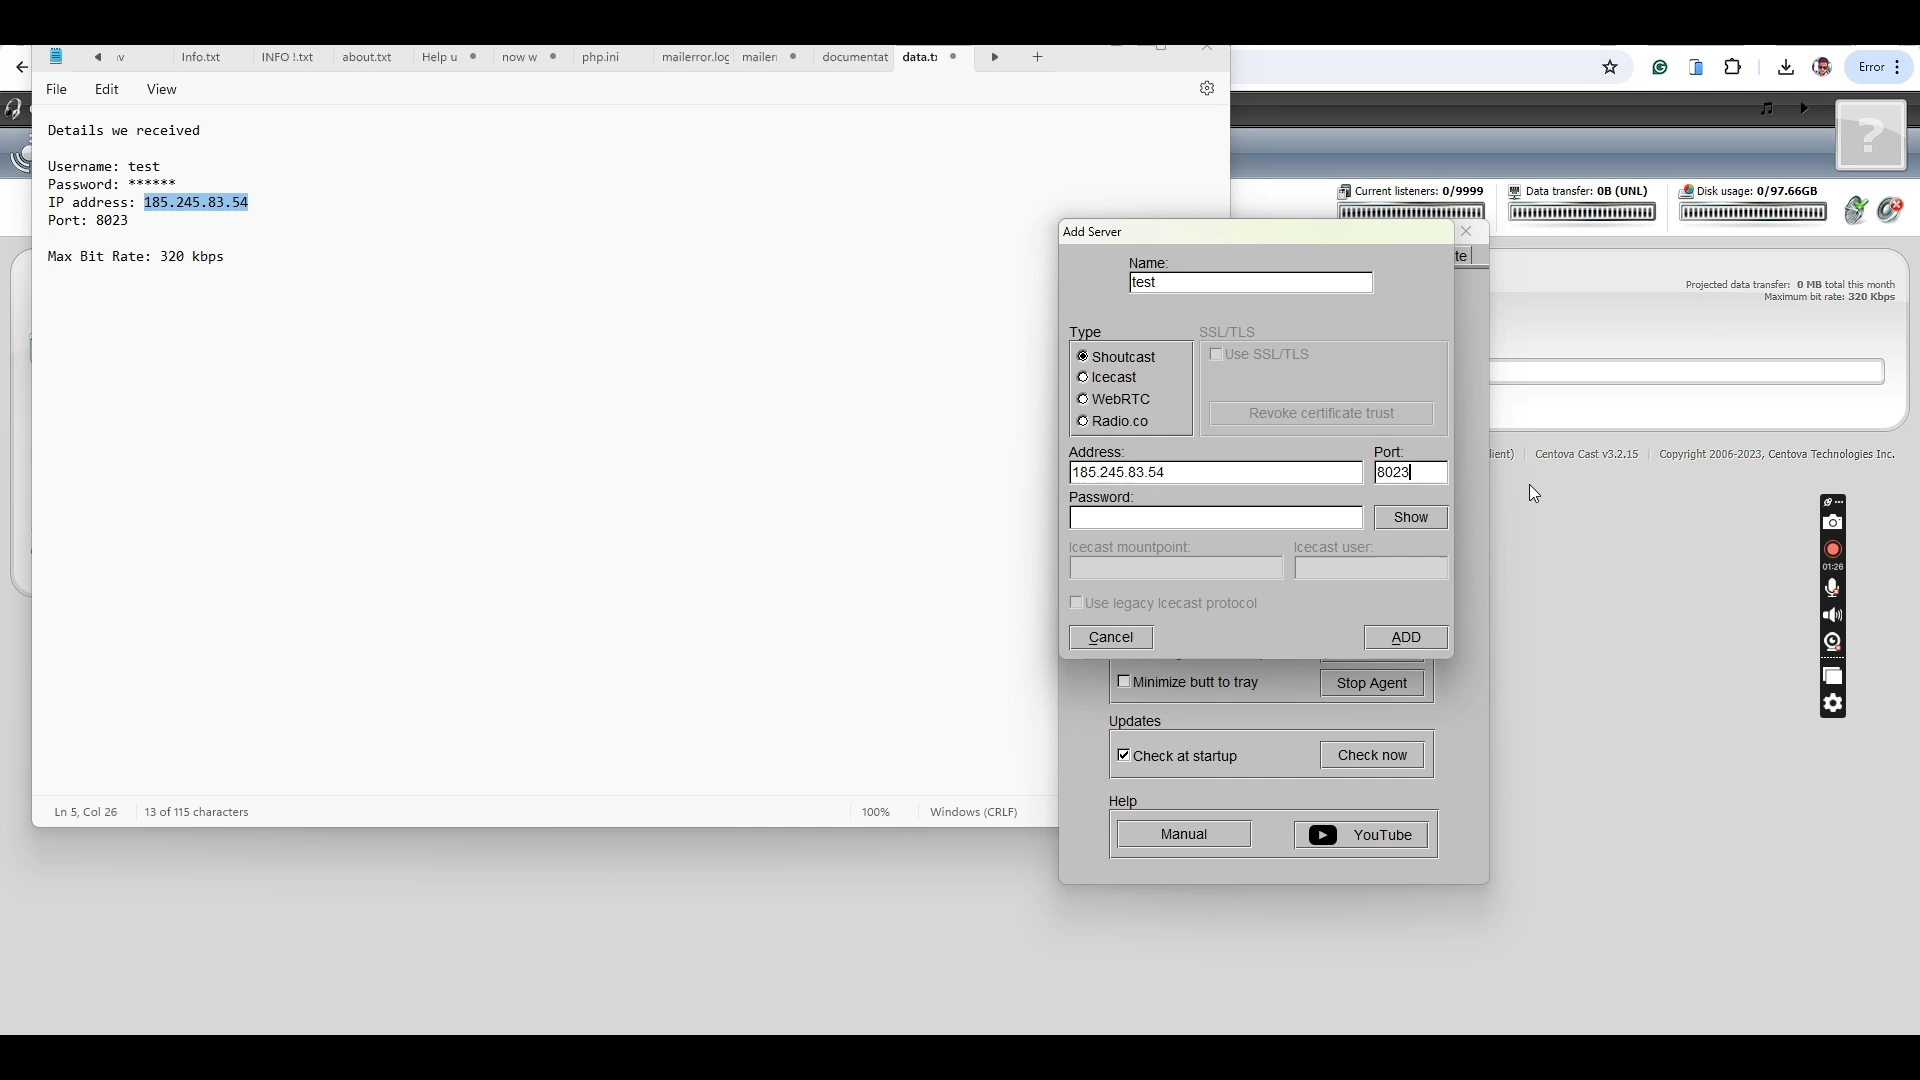 Info.txt
INFO !.txt
about.txt
Help u
now w
php.ini
mailerror.log
mailerr
documentat
data.t
Error
File
Edit
View
Details we received
Username: test
Password: ******
IP address: 185.245.83.54
Port: 8023
Max Bit Rate: 320 kbps
Ln 5, Col 26
13 of 115 characters
100%
Windows (CRLF)
Current listeners: 0/9999
Data transfer: 0B (UNL)
Disk usage: 0/97.66GB
Projected data transfer: 0 MB total this month
Maximum bit rate: 320 Kbps
Centova Cast v3.2.15
Copyright 2006-2023, Centova Technologies Inc.
Add Server
Name:
test
Type
SSL/TLS
Shoutcast
Use SSL/TLS
Icecast
WebRTC
Revoke certificate trust
Radio.co
Address:
Port:
185.245.83.54
8023
Password:
Show
Icecast mountpoint:
Icecast user:
Use legacy Icecast protocol
Cancel
ADD
Minimize butt to tray
Stop Agent
Updates
Check at startup
Check now
Help
Manual
YouTube
01:26